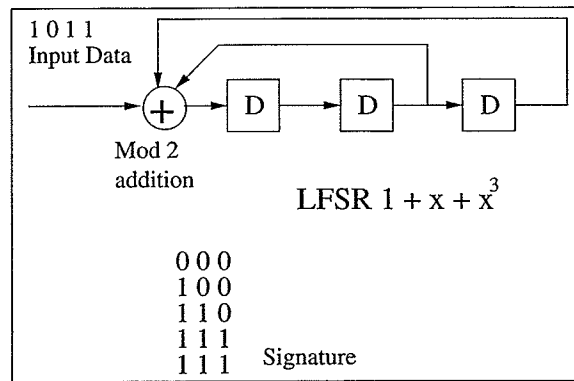 1 0 1 1
Input Data
+
D
D
D
Mod 2
addition
LFSR 1 + x + x³
0 0 0
1 0 0
1 1 0
1 1 1
1 1 1 Signature